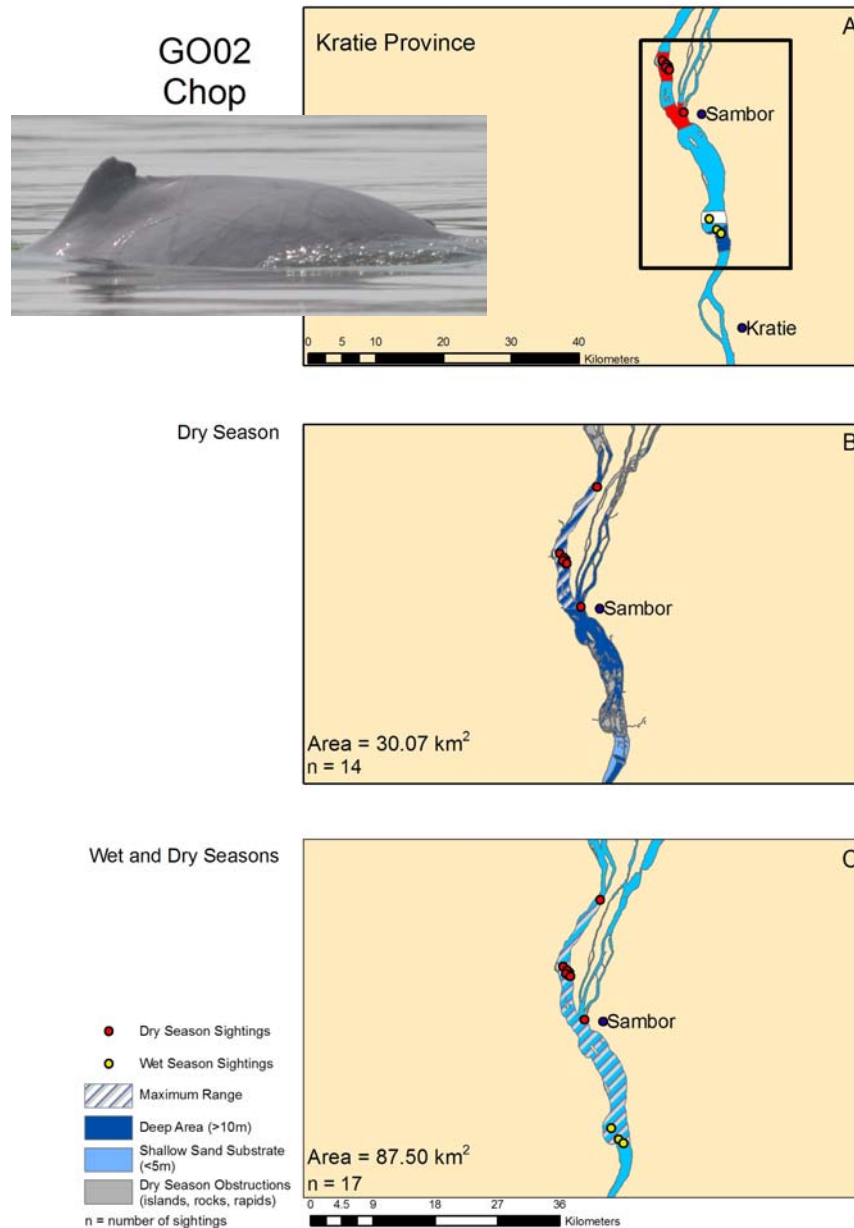 GO02
Chop
Kratie Province
A
Sambor
Kratie
0 5 10 20 30 40
Kilometers
Dry Season
B
Sambor
Area = 30.07 km²
n = 14
Wet and Dry Seasons
C
Sambor
Area = 87.50 km²
n = 17
0 4.5 9 18 27 36
Kilometers
Dry Season Sightings
Wet Season Sightings
Maximum Range
Deep Area (>10m)
Shallow Sand Substrate
(<5m)
Dry Season Obstructions
(islands, rocks, rapids)
n = number of sightings